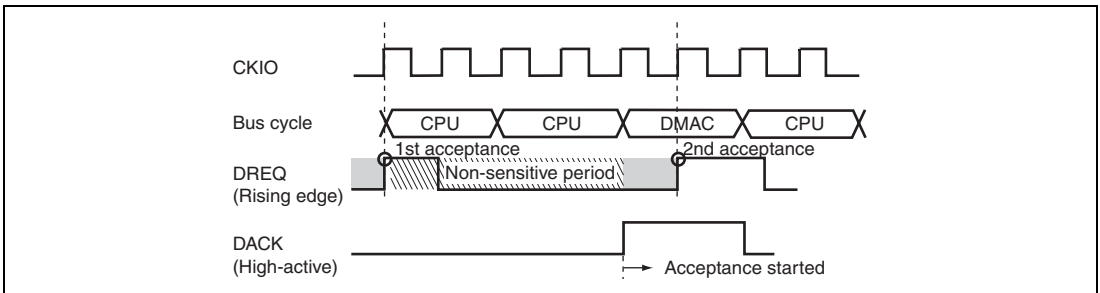 CKIO
Bus cycle
CPU CPU DMAC CPU
1st acceptance 2nd acceptance
DREQ
(Rising edge)
Non-sensitive period
DACK
(High-active)
Acceptance started